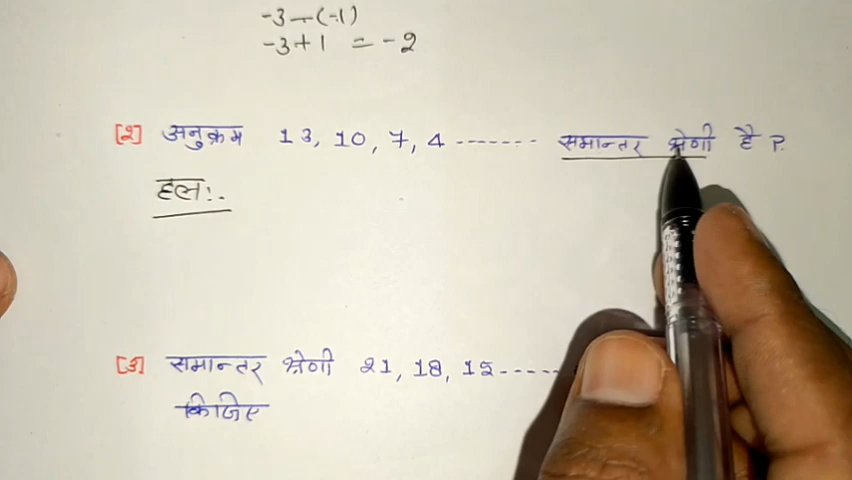 -3-(-1)
-3+1 = -2
[२] अनुक्रम 13, 10, 7, 4 ------- समान्तर श्रेणी है ?
हल:-
[3] समान्तर श्रेणी 21, 18, 15-----
किजिए